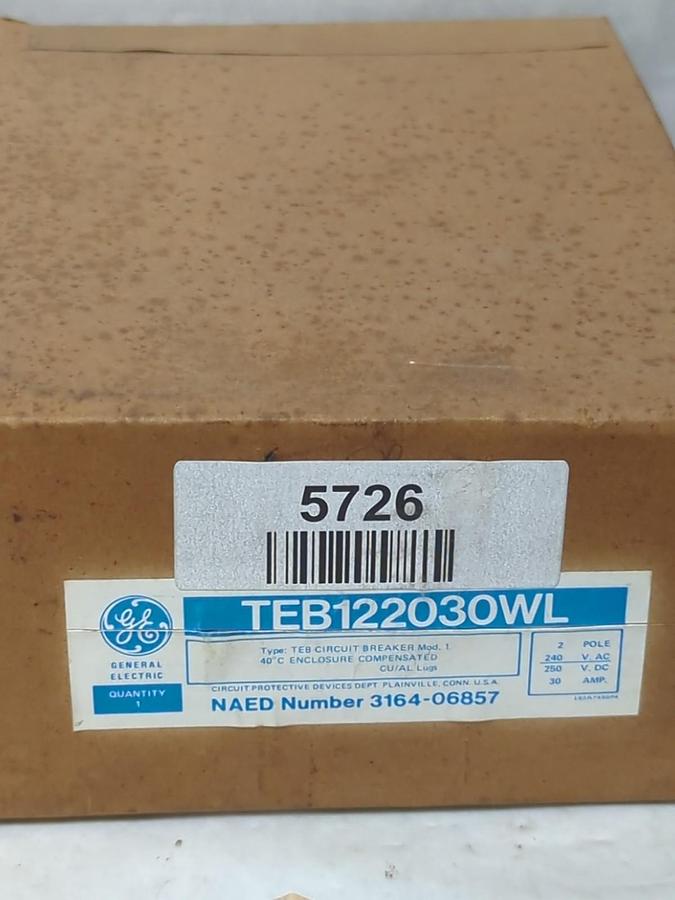 5726
TEB122030WL
GE
GENERAL
ELECTRIC
QUANTITY
1
Type: TEB CIRCUIT BREAKER Mod. 1
40°C ENCLOSURE COMPENSATED
CU/AL Lugs
2 POLE
240 V. AC
250 V. DC
30 AMP.
CIRCUIT PROTECTIVE DEVICES DEPT. PLAINVILLE, CONN. U.S.A.
NAED Number 3164-06857